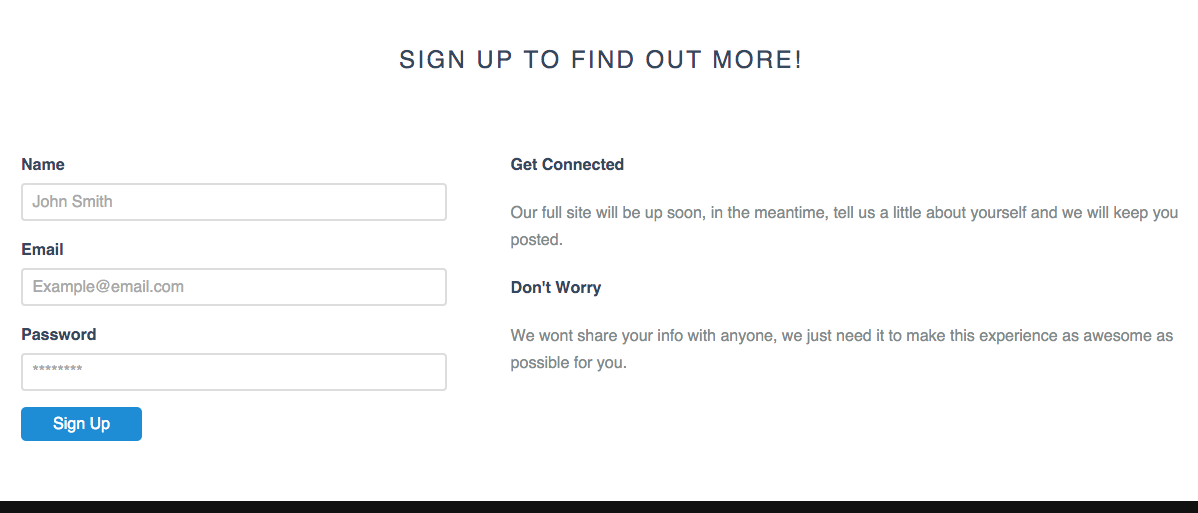 SIGN UP TO FIND OUT MORE!
Name
John Smith
Email
Example@email.com
Password
********
Sign Up
Get Connected
Our full site will be up soon, in the meantime, tell us a little about yourself and we will keep you
posted.
Don't Worry
We wont share your info with anyone, we just need it to make this experience as awesome as
possible for you.